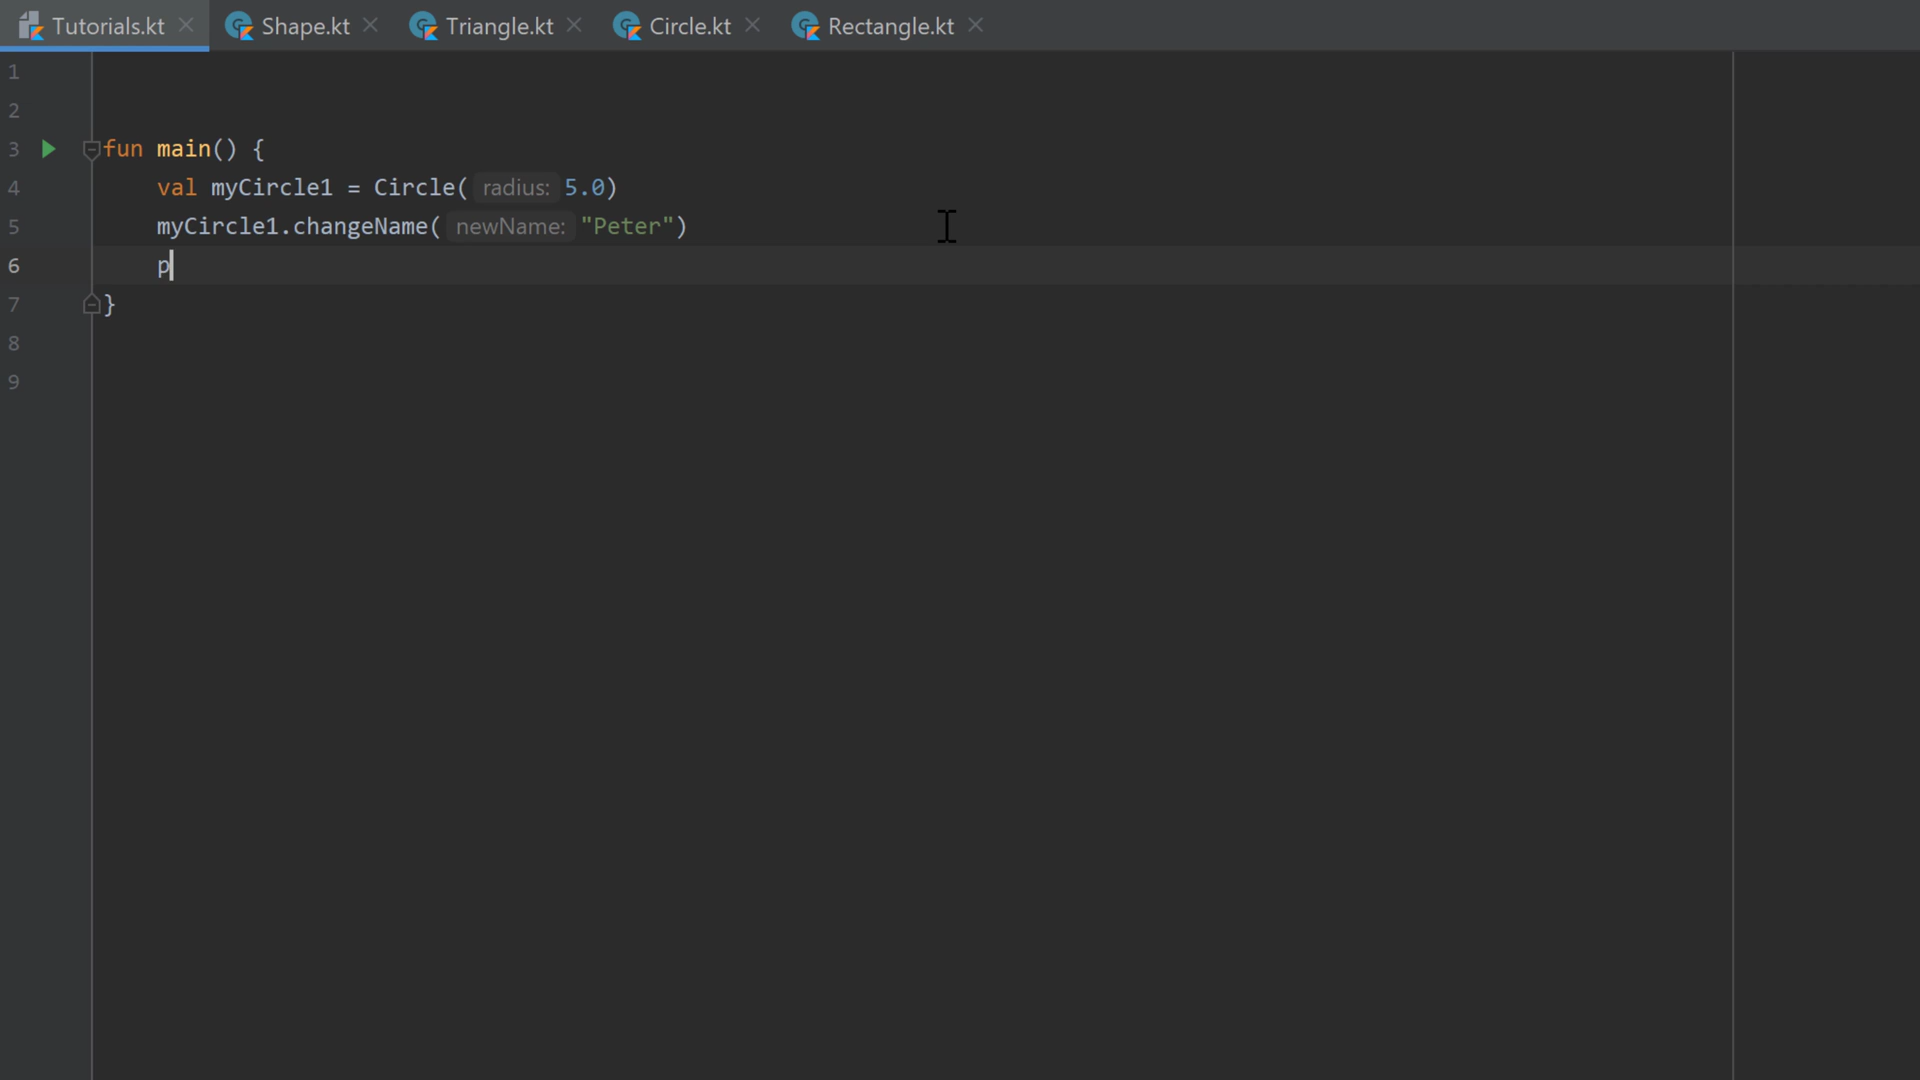 Tutorials.kt Shape.kt Triangle.kt Circle.kt Rectangle.kt
1
2
3 fun main() {
4 val myCircle1 = Circle( radius: 5.0)
5 myCircle1.changeName( newName: "Peter")
6 p
7 }
8
9